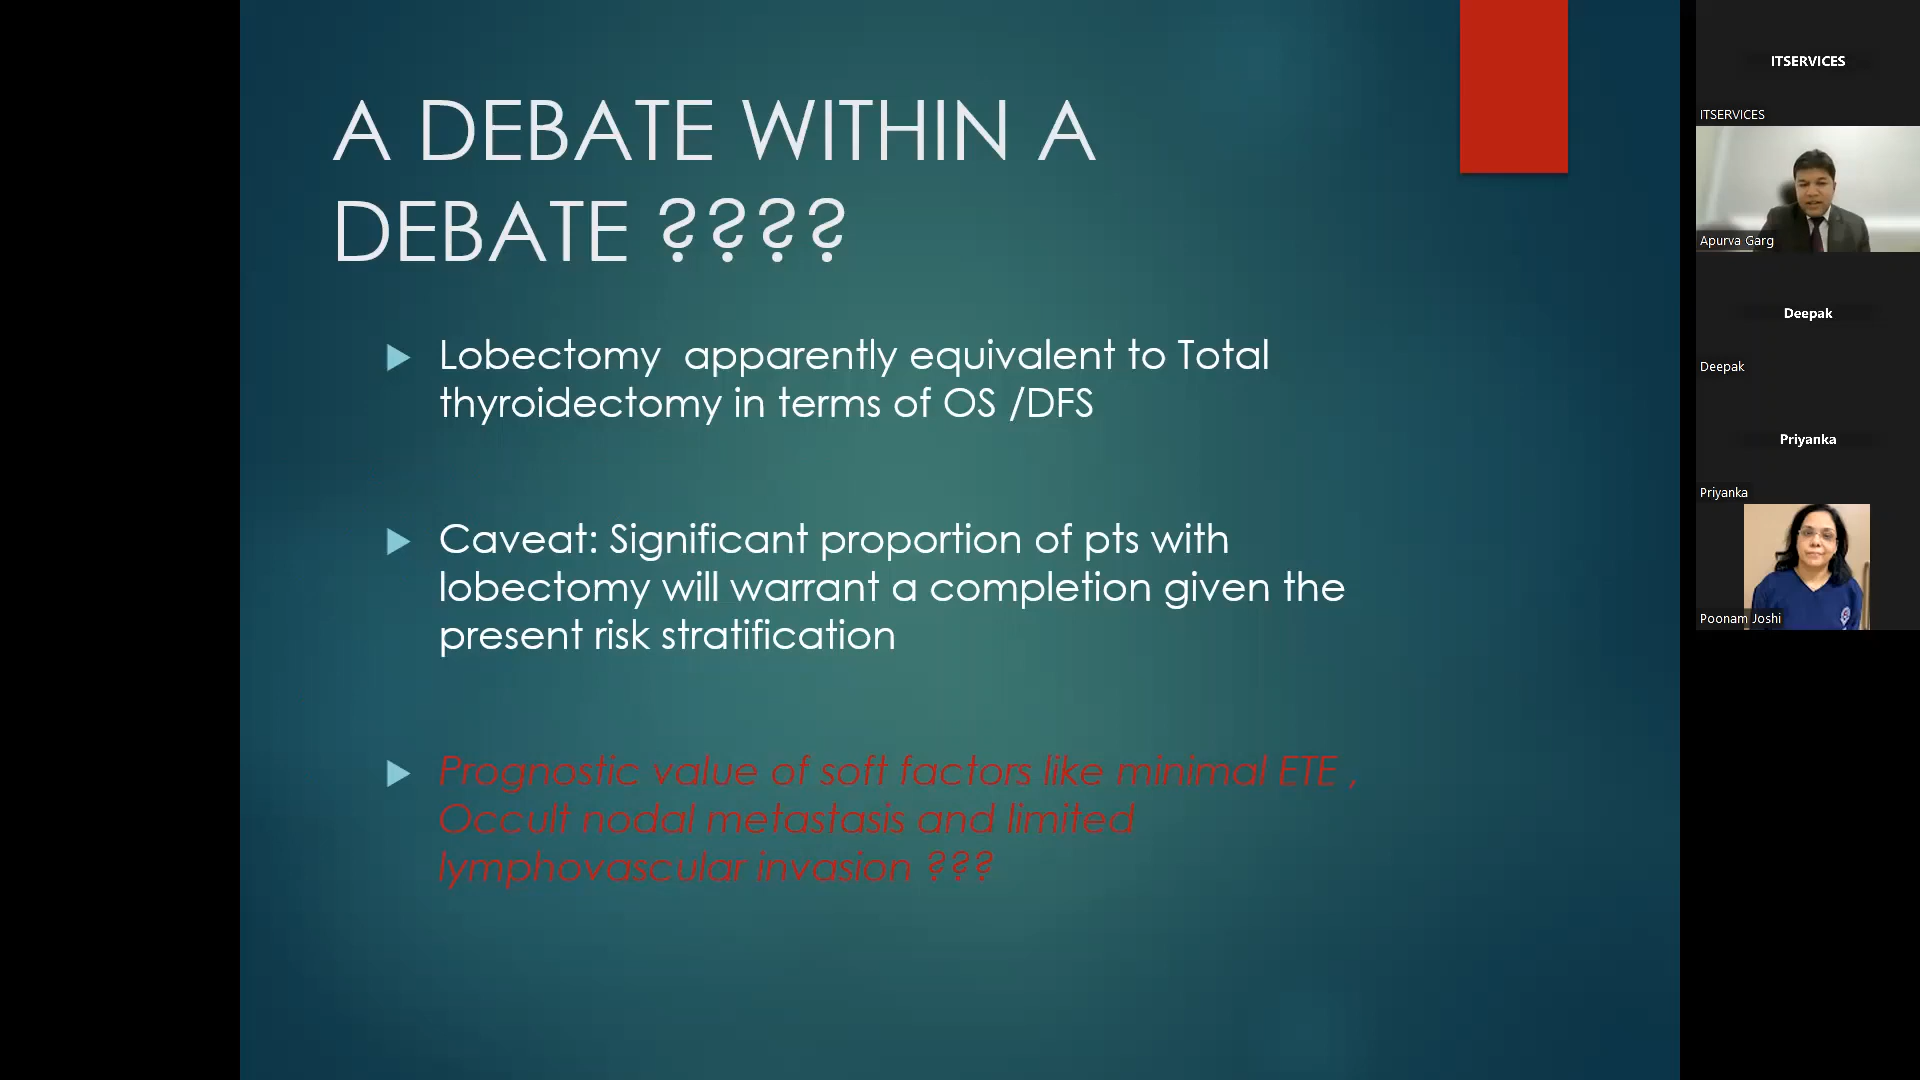 A DEBATE WITHIN A
DEBATE ????
Lobectomy apparently equivalent to Total
thyroidectomy in terms of OS /DFS
Caveat: Significant proportion of pts with
lobectomy will warrant a completion given the
present risk stratification
Prognostic value of soft factors like minimal ETE ,
Occult nodal metastasis and limited
lymphovascular invasion ???
ITSERVICES
ITSERVICES
Apurva Garg
Deepak
Deepak
Priyanka
Priyanka
Poonam Joshi